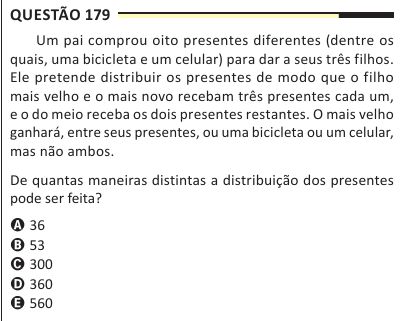 QUESTÃO 179
Um pai comprou oito presentes diferentes (dentre os
quais, uma bicicleta e um celular) para dar a seus três filhos.
Ele pretende distribuir os presentes de modo que o filho
mais velho e o mais novo recebam três presentes cada um,
e o do meio receba os dois presentes restantes. O mais velho
ganhará, entre seus presentes, ou uma bicicleta ou um celular,
mas não ambos.
De quantas maneiras distintas a distribuição dos presentes
pode ser feita?
A 36
B 53
C 300
D 360
E 560